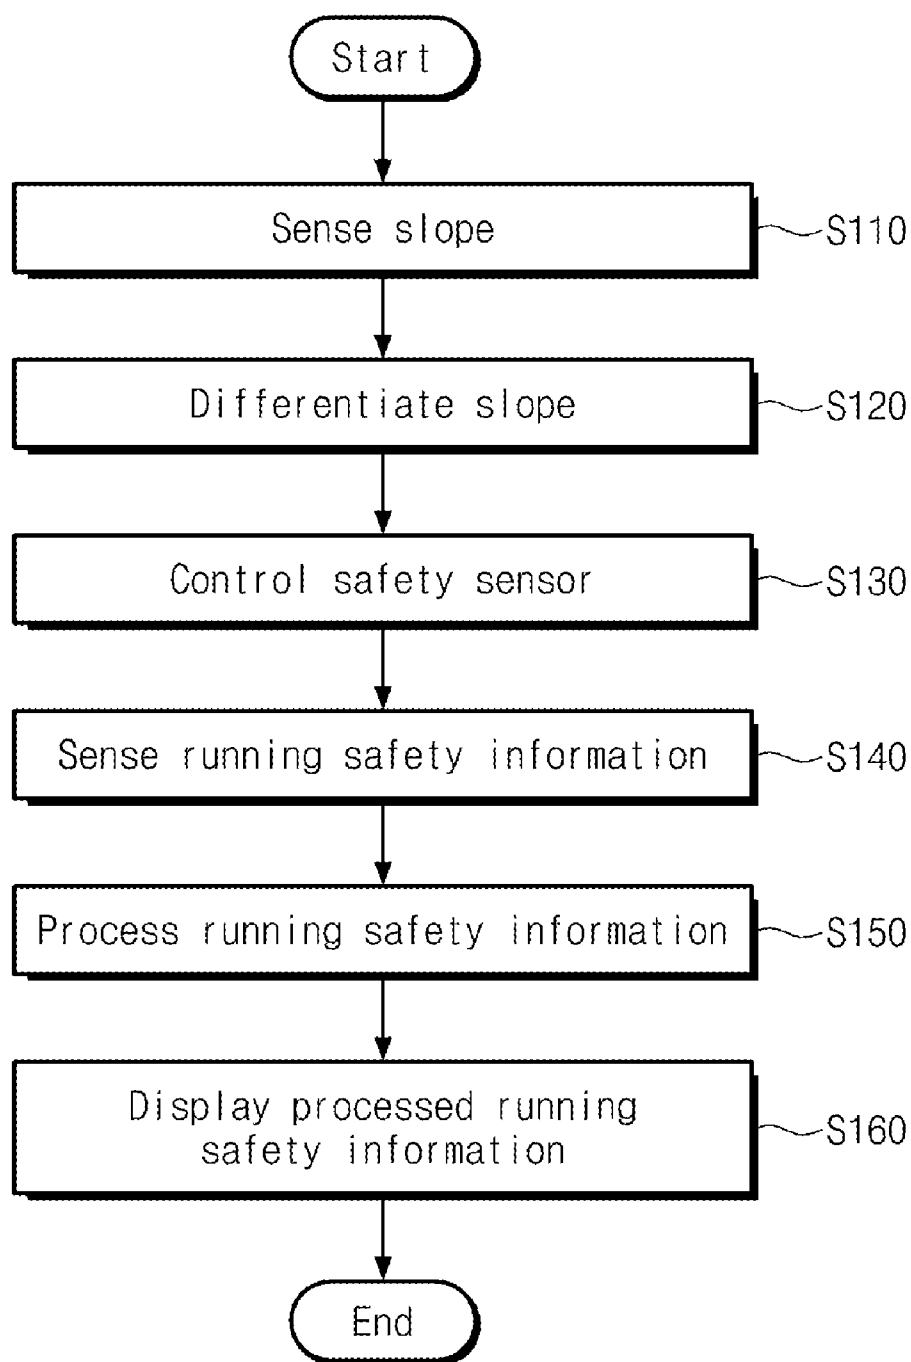 Start
Sense slope
S110
Differentiate slope
S120
Control safety sensor
S130
Sense running safety information
S140
Process running safety information
S150
Display processed running
safety information
S160
End